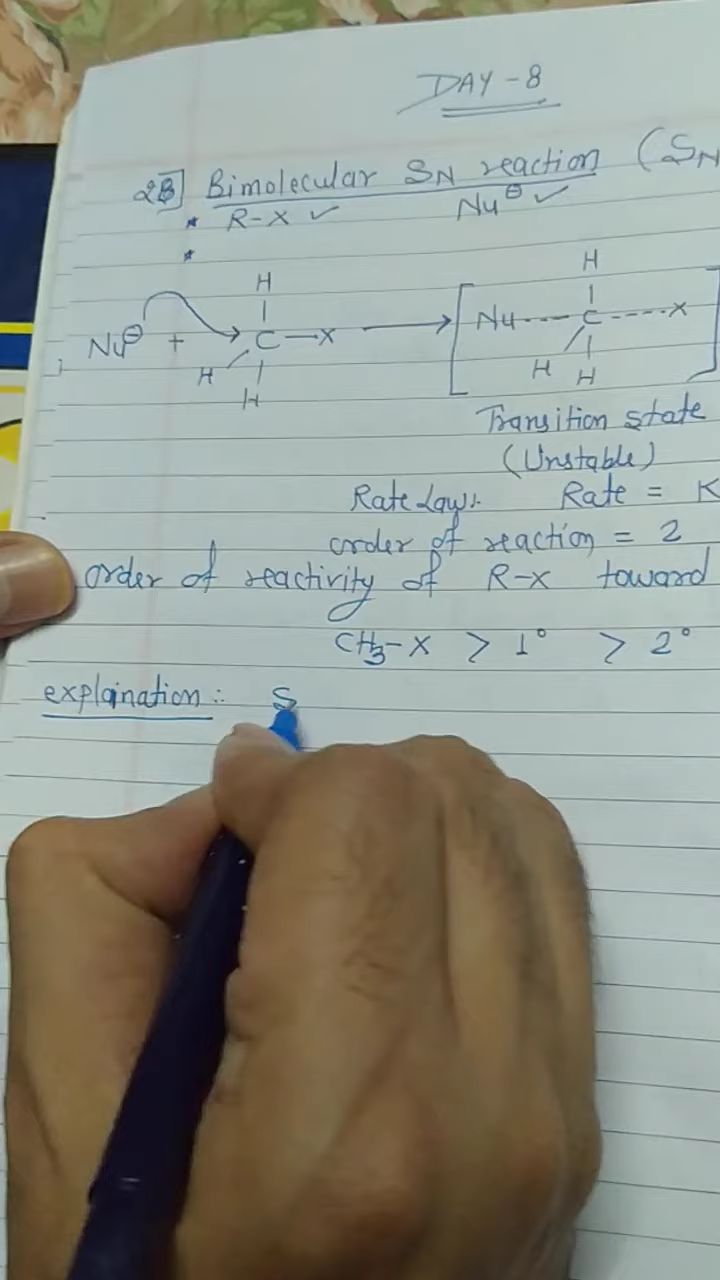 DAY - 8
2B] Bimolecular SN reaction (SN
* R-X ✓ Nu⊖ ✓
*
H H
Nu⊖ + C-X → [ Nu----C----X ]
H H
H H
Transition state
(Unstable)
Rate Law:- Rate = K
order of reaction = 2
order of reactivity of R-X toward
CH₃-X > 1° > 2°
explaination :- S